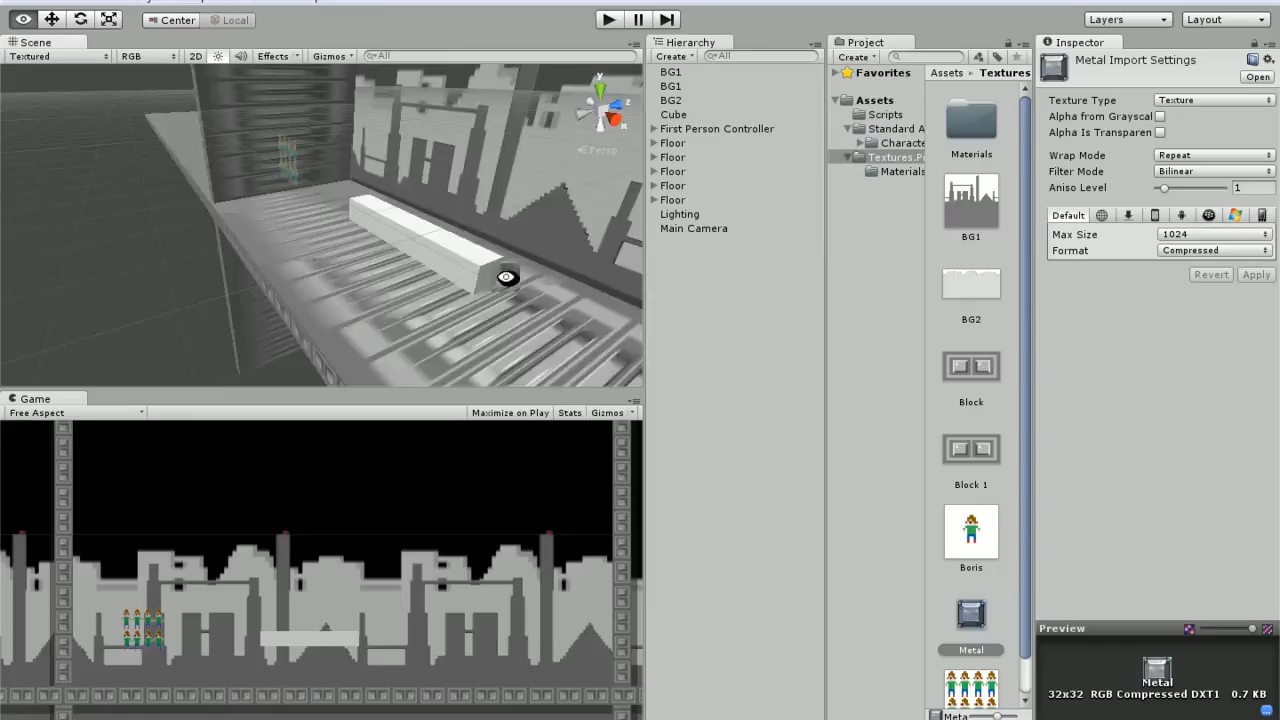 Center
Local
Layers
Layout
Scene
Textured
RGB
2D
Effects
Gizmos
All
y
z
x
Persp
Game
Free Aspect
Maximize on Play
Stats
Gizmos
Hierarchy
Create
All
BG1
BG1
BG2
Cube
First Person Controller
Floor
Floor
Floor
Floor
Floor
Lighting
Main Camera
Project
Create
Favorites
Assets
Scripts
Standard A
Characte
Textures.P
Materials
Assets
Textures
Materials
BG1
BG2
Block
Block 1
Boris
Metal
Meta
Inspector
Metal Import Settings
Open
Texture Type
Texture
Alpha from Grayscal
Alpha Is Transparen
Wrap Mode
Repeat
Filter Mode
Bilinear
Aniso Level
1
Default
Max Size
1024
Format
Compressed
Revert
Apply
Preview
Metal
32x32 RGB Compressed DXT1 0.7 KB